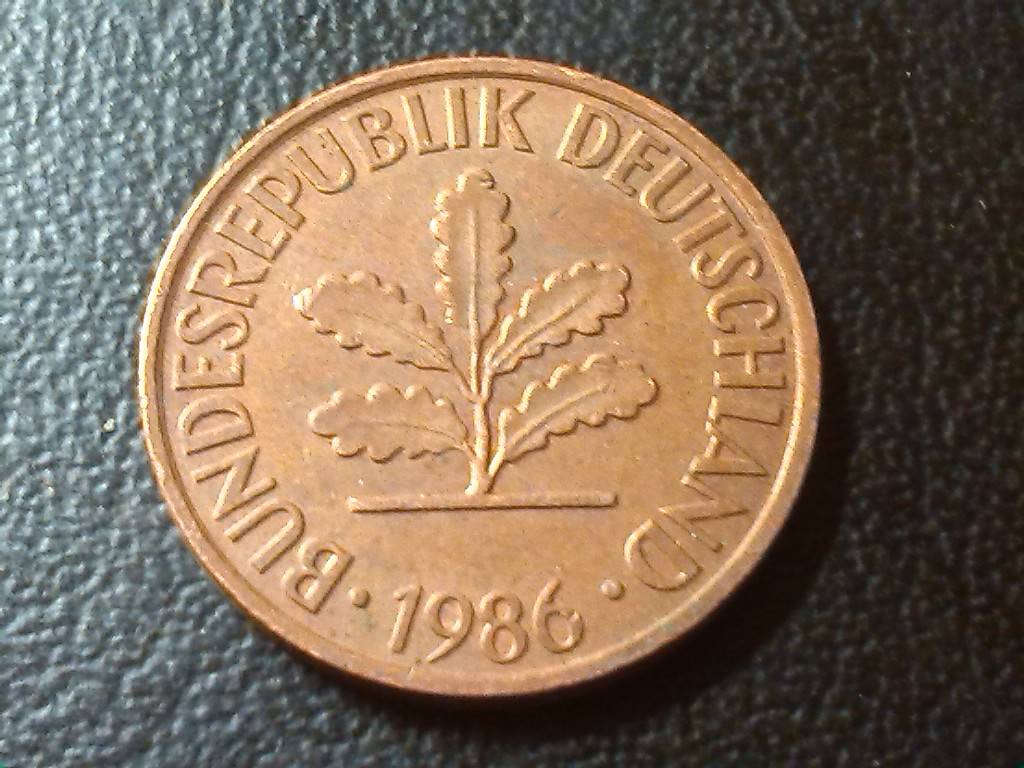 BUNDESREPUBLIK DEUTSCHLAND
· 1986 ·